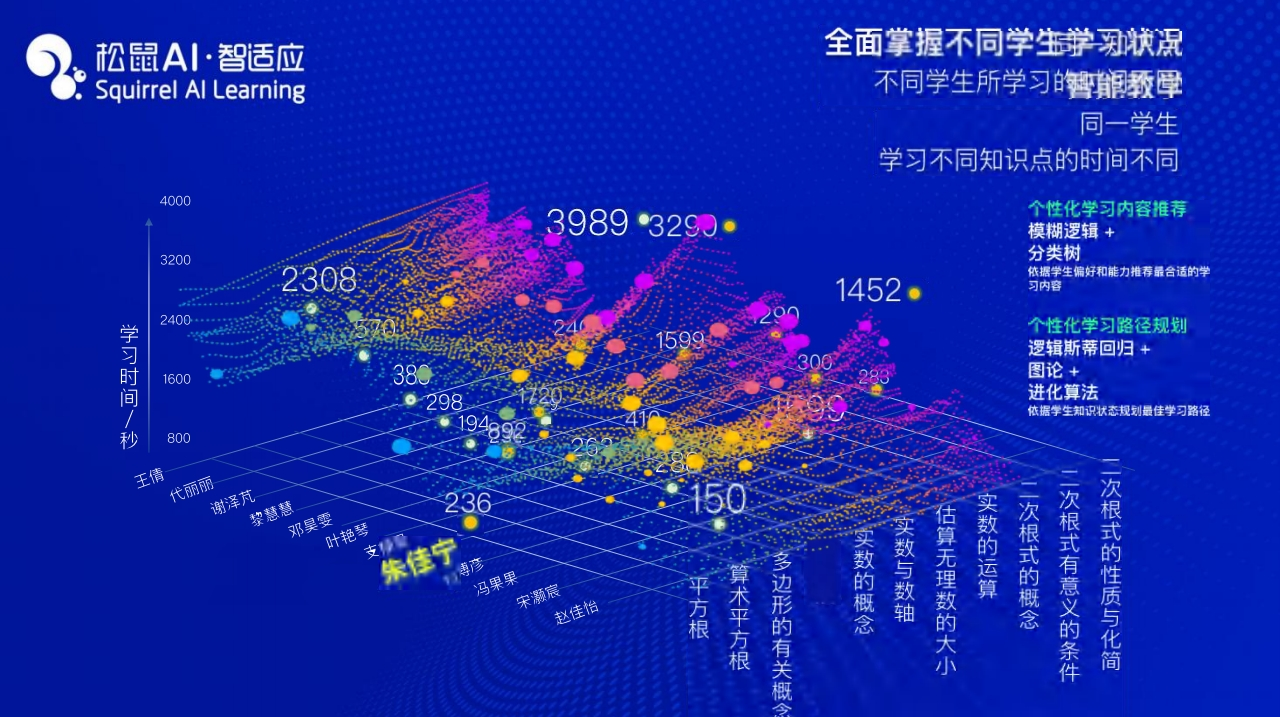 松鼠AI·智适应
Squirrel AI Learning
全面掌握不同学生学习状况
不同学生所学习的
智能教学
同一学生
学习不同知识点的时间不同
个性化学习内容推荐
模糊逻辑 +
分类树
依据学生偏好和能力推荐最合适的学
习内容
个性化学习路径规划
逻辑斯蒂回归 +
图论 +
进化算法
依据学生知识状态规划最佳学习路径
4000
3200
2400
1600
800
学习时间/秒
3989
3290
2308
1452
570
1599
300
283
298
194
1720
410
263
236
150
王倩
代丽丽
谢泽芃
黎慧慧
邓昊雯
叶艳琴
朱佳宁
冯果果
宋灏宸
赵佳怡
平方根
算术平方根
多边形的有关概念
实数的概念
实数与数轴
估算无理数的大小
实数的运算
二次根式的概念
二次根式有意义的条件
二次根式的性质与化简